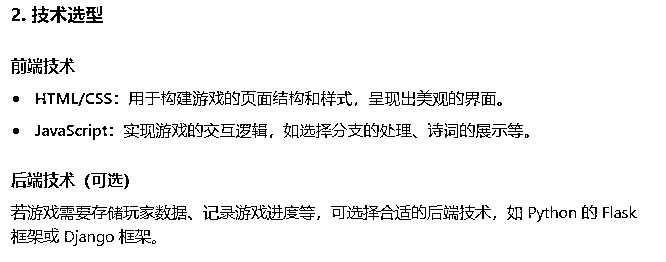 2. 技术选型
前端技术
• HTML/CSS：用于构建游戏的页面结构和样式，呈现出美观的界面。
• JavaScript：实现游戏的交互逻辑，如选择分支的处理、诗词的展示等。
后端技术（可选）
若游戏需要存储玩家数据、记录游戏进度等，可选择合适的后端技术，如 Python 的 Flask
框架或 Django 框架。